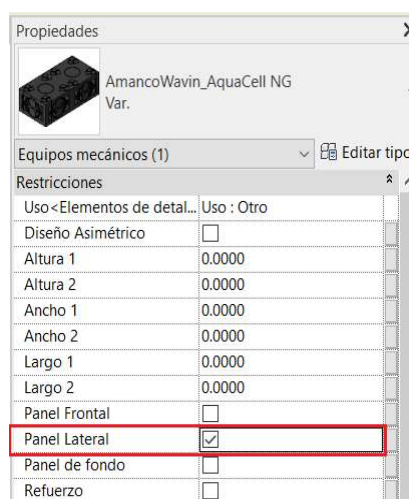 Propiedades
AmancoWavin_AquaCell NG
Var.
Equipos mecánicos (1)
Editar tipo
Restricciones
Uso<Elementos de detal... Uso : Otro
Diseño Asimétrico
Altura 1 0.0000
Altura 2 0.0000
Ancho 1 0.0000
Ancho 2 0.0000
Largo 1 0.0000
Largo 2 0.0000
Panel Frontal
Panel Lateral
Panel de fondo
Refuerzo